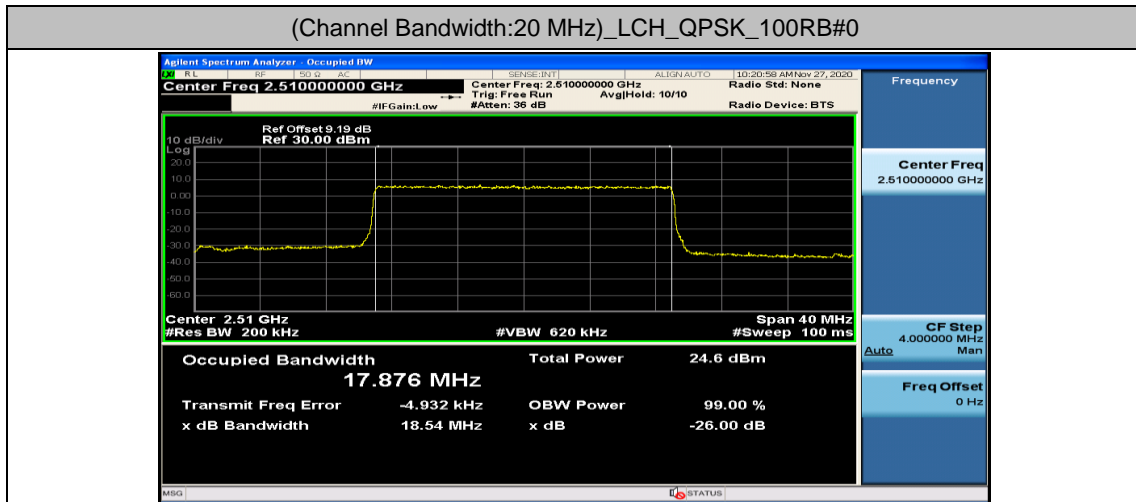 (Channel Bandwidth:20 MHz)_LCH_QPSK_100RB#0
Agilent Spectrum Analyzer - Occupied BW
LXI RL RF 50 Ω AC SENSE:INT ALIGN AUTO 10:20:58 AM Nov 27, 2020
Center Freq 2.510000000 GHz
Center Freq: 2.510000000 GHz
Radio Std: None
Trig: Free Run Avg|Hold: 10/10
#IFGain:Low #Atten: 36 dB Radio Device: BTS
Ref Offset 9.19 dB
10 dB/div Ref 30.00 dBm
Log
20.0
10.0
0.00
-10.0
-20.0
-30.0
-40.0
-50.0
-60.0
Center 2.51 GHz Span 40 MHz
#Res BW 200 kHz #VBW 620 kHz #Sweep 100 ms
Occupied Bandwidth Total Power 24.6 dBm
17.876 MHz
Transmit Freq Error -4.932 kHz OBW Power 99.00 %
x dB Bandwidth 18.54 MHz x dB -26.00 dB
Frequency
Center Freq
2.510000000 GHz
CF Step
4.000000 MHz
Auto Man
Freq Offset
0 Hz
MSG STATUS